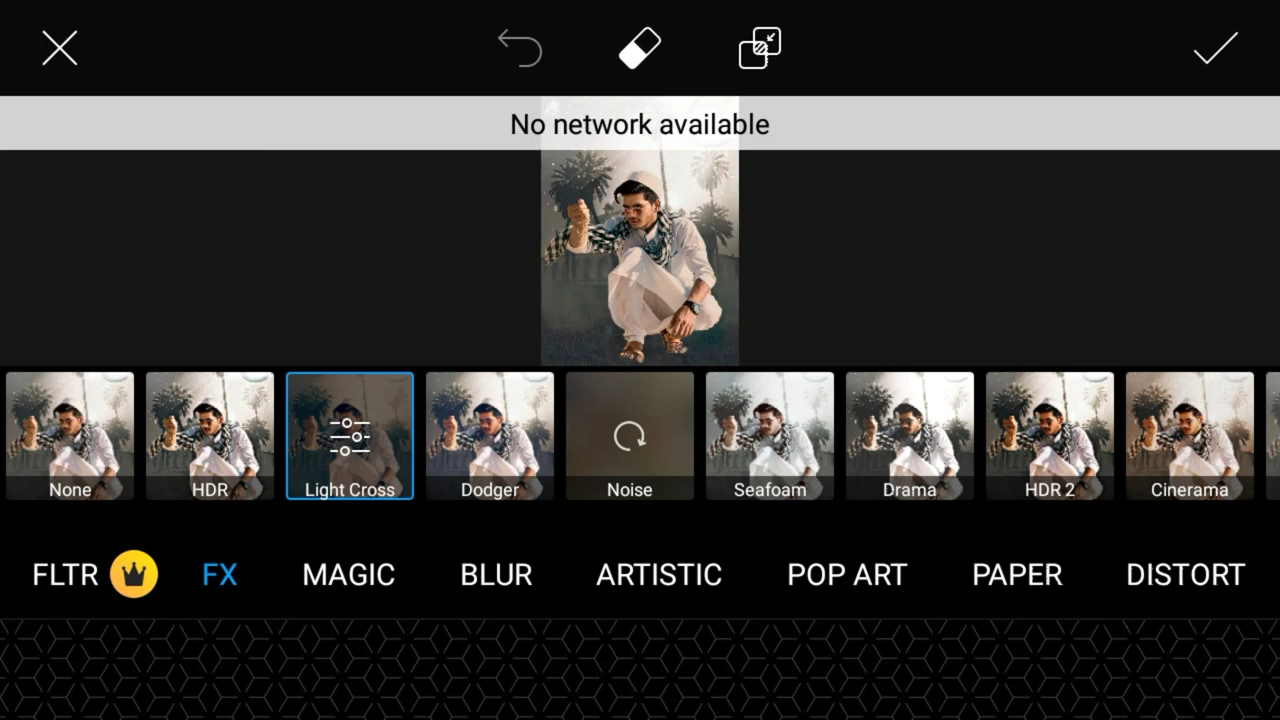 No network available
None
HDR
Light Cross
Dodger
Noise
Seafoam
Drama
HDR 2
Cinerama
FLTR
FX
MAGIC
BLUR
ARTISTIC
POP ART
PAPER
DISTORT